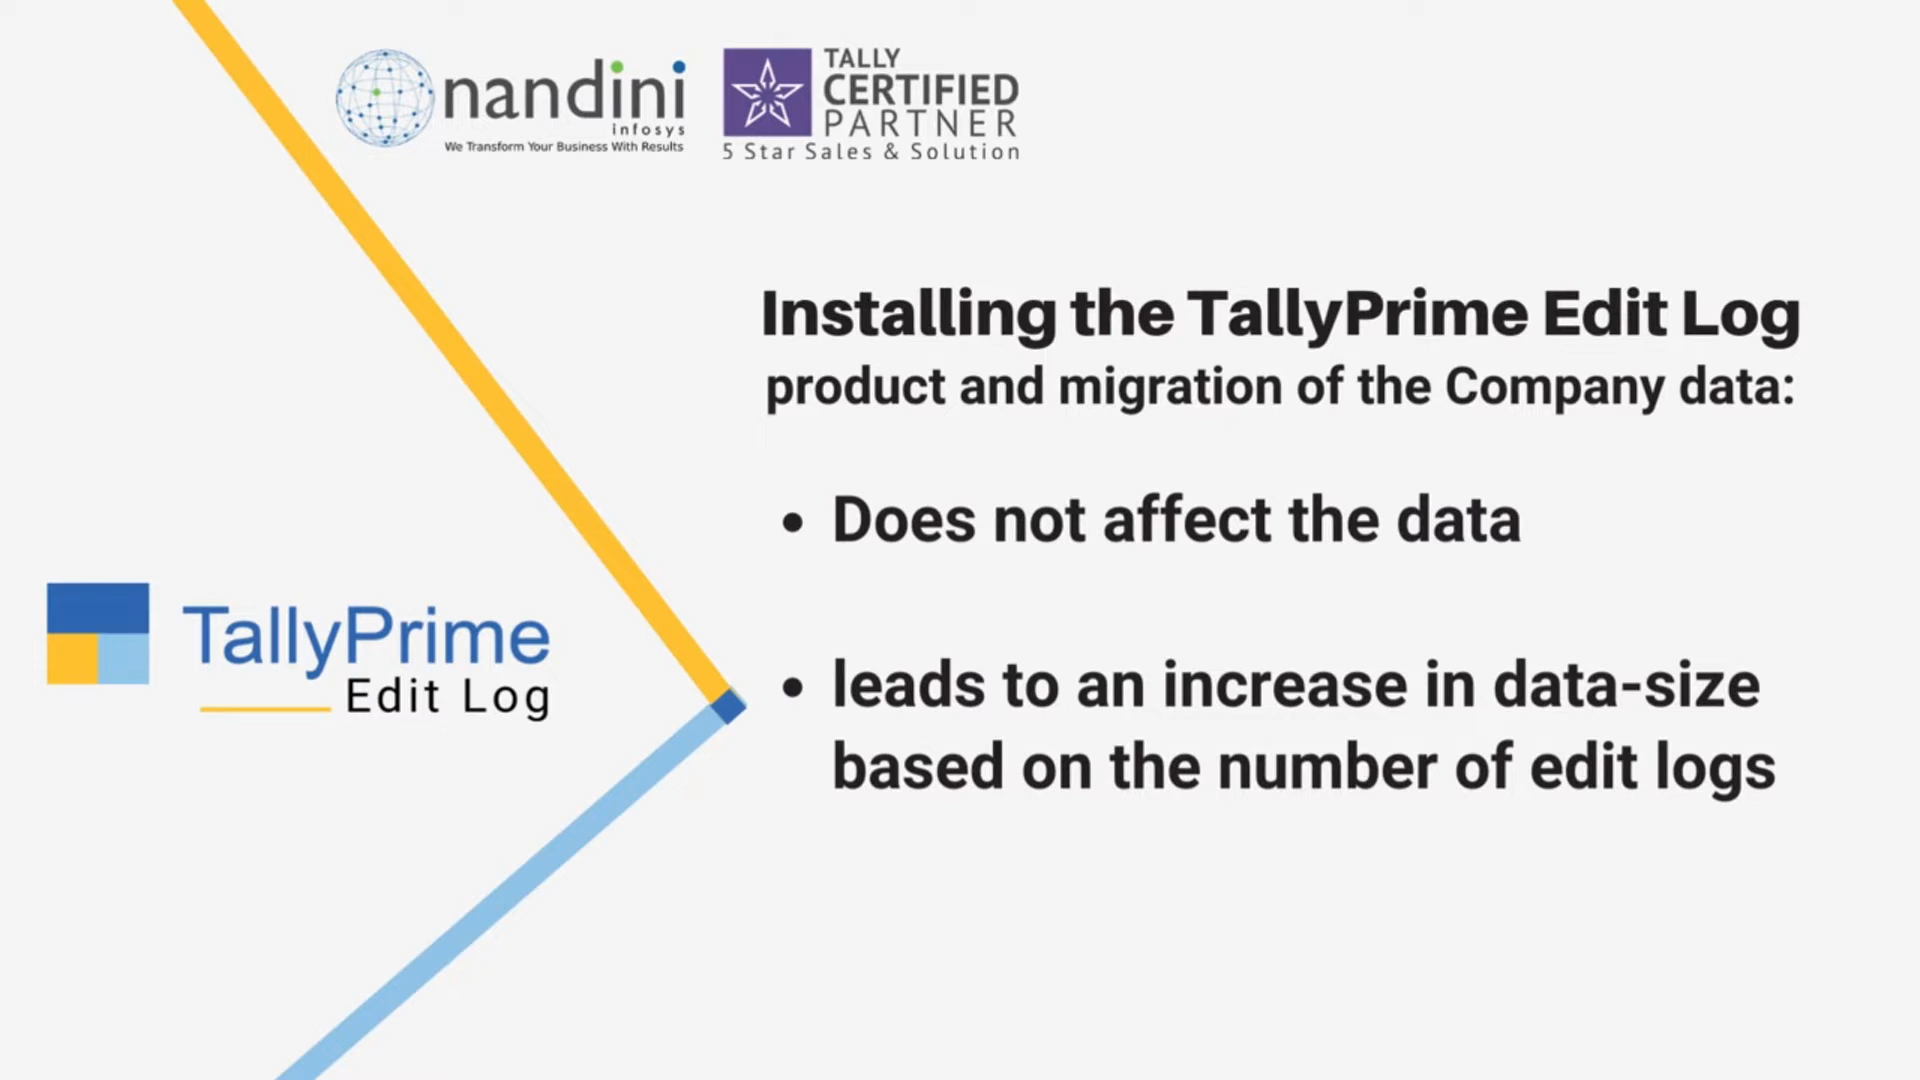 nandini
infosys
We Transform Your Business With Results
TALLY
CERTIFIED
PARTNER
5 Star Sales & Solution
Installing the TallyPrime Edit Log
product and migration of the Company data:
• Does not affect the data
• leads to an increase in data-size
based on the number of edit logs
TallyPrime
Edit Log